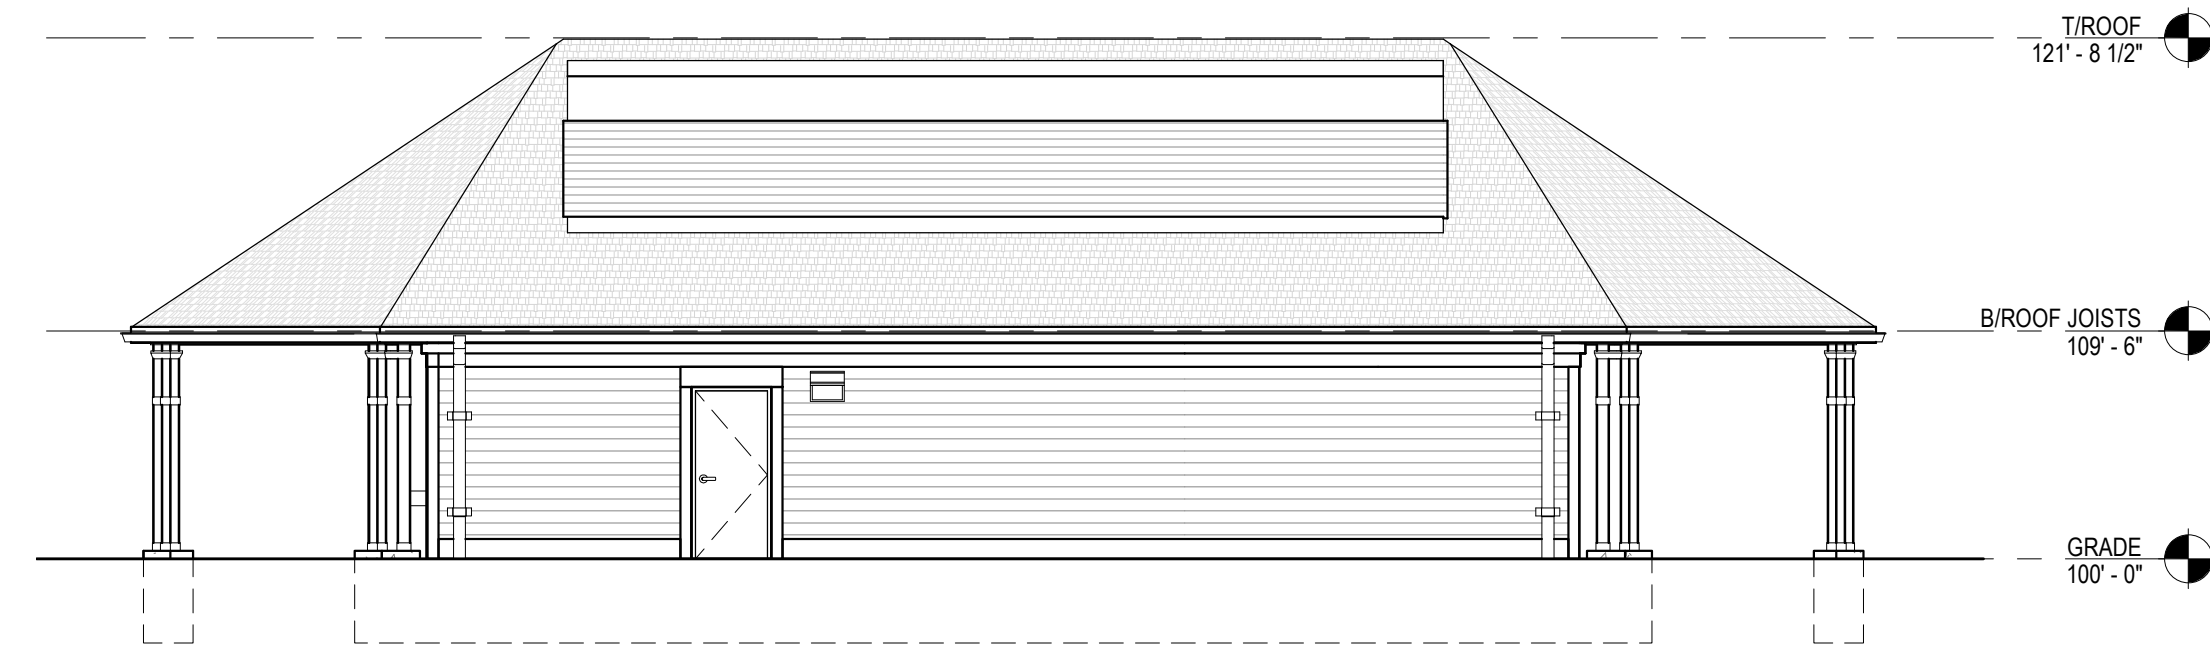 T/ROOF
121' - 8 1/2"
B/ROOF JOISTS
109' - 6"
GRADE
100' - 0"